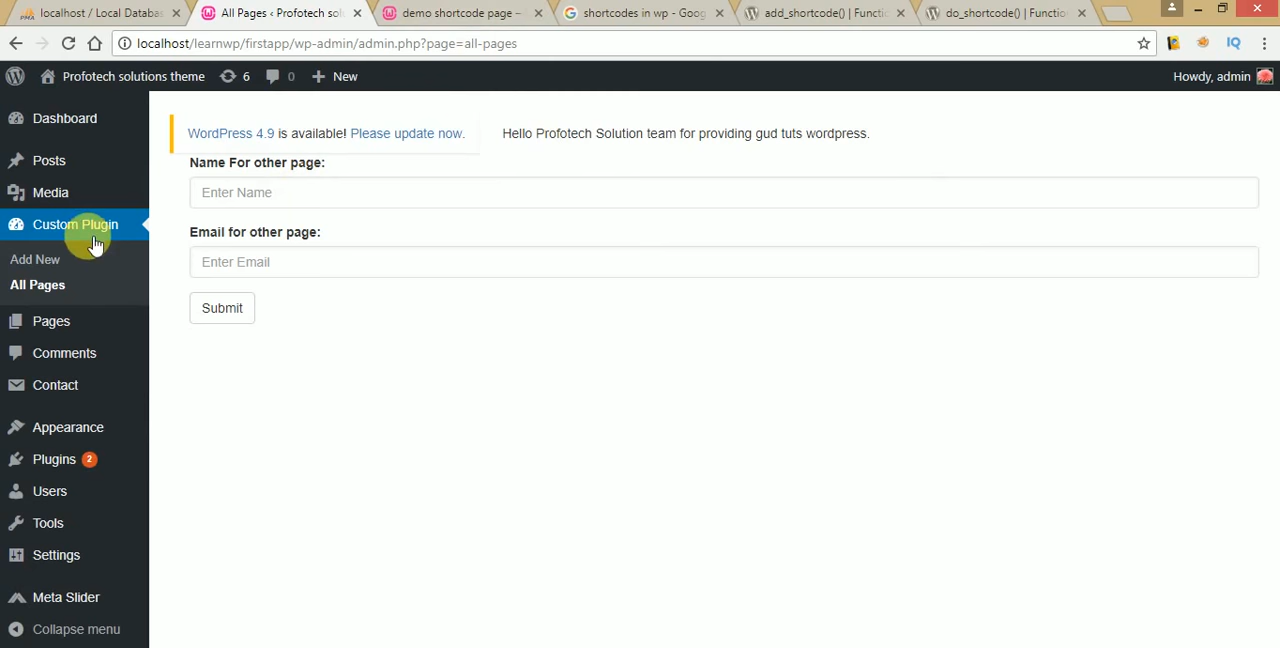 localhost / Local Databas
All Pages ‹ Profotech sol
demo shortcode page –
shortcodes in wp - Goog
add_shortcode() | Functio
do_shortcode() | Function
localhost/learnwp/firstapp/wp-admin/admin.php?page=all-pages
IQ
Profotech solutions theme 6 0 + New
Howdy, admin
Dashboard
Posts
Media
Custom Plugin
Add New
All Pages
Pages
Comments
Contact
Appearance
Plugins 2
Users
Tools
Settings
Meta Slider
Collapse menu
WordPress 4.9 is available! Please update now.
Hello Profotech Solution team for providing gud tuts wordpress.
Name For other page:
Enter Name
Email for other page:
Enter Email
Submit